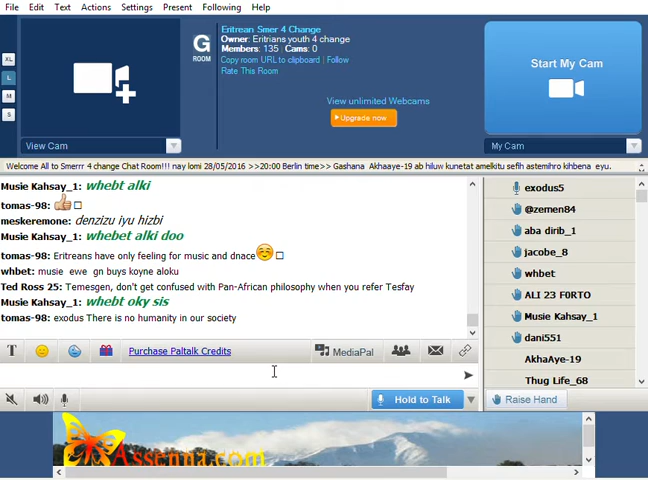 File Edit Text Actions Settings Present Following Help
Eritrean Smer 4 Change
Owner: Eritrians youth 4 change
Members: 135 Cams: 0
Copy room URL to clipboard | Follow
Rate This Room
G
ROOM
XL
L
M
S
View Cam
View unlimited Webcams
Upgrade now
Start My Cam
My Cam
Welcome All to Smerrr 4 change Chat Room!!! nay lomi 28/05/2016 >>20:00 Berlin time>> Gashana Akhaaye-19 ab hiluw kunetat amelkitu sefih astemihro kihbena eyu.
Musie Kahsay_1: whebt alki
tomas-98:
meskeremone: denzizu iyu hizbi
Musie Kahsay_1: whebet alki doo
tomas-98: Eritreans have only feeling for music and dnace
whbet: musie ewe gn buys koyne aloku
Ted Ross 25: Temesgen, don't get confused with Pan-African philosophy when you refer Tesfay
Musie Kahsay_1: whebt oky sis
tomas-98: exodus There is no humanity in our society
exodus5
@zemen84
aba dirib_1
jacobe_8
whbet
ALI 23 F0RTO
Musie Kahsay_1
dani551
AkhaAye-19
Thug Life_68
T Purchase Paltalk Credits MediaPal
Hold to Talk
Raise Hand
Assenna.com